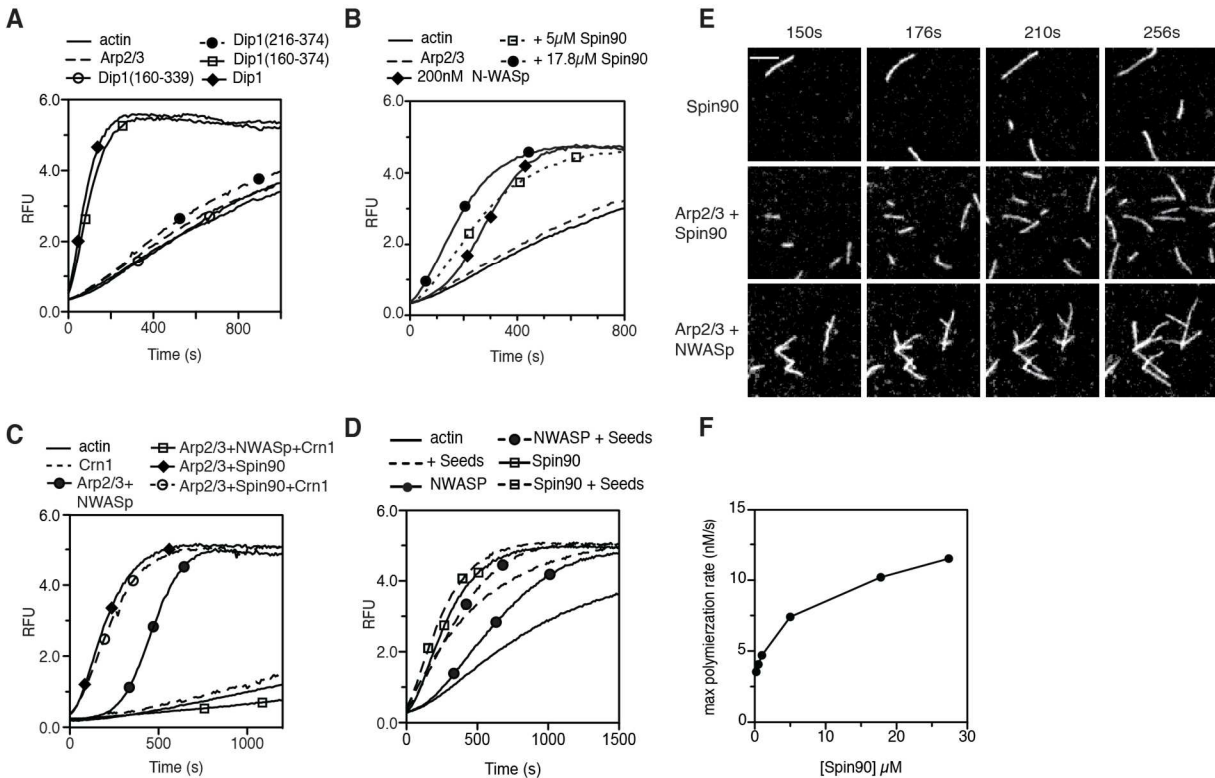 A
actin
Arp2/3
Dip1(160-339)
Dip1(216-374)
Dip1(160-374)
Dip1
6.0
4.0
2.0
0.0
RFU
0 400 800
Time (s)
B
actin
Arp2/3
200nM N-WASp
+ 5µM Spin90
+ 17.8µM Spin90
6.0
4.0
2.0
0.0
RFU
0 200 400 600 800
Time (s)
E
150s 176s 210s 256s
Spin90
Arp2/3 +
Spin90
Arp2/3 +
NWASp
C
actin
Crn1
Arp2/3+
NWASp
Arp2/3+NWASp+Crn1
Arp2/3+Spin90
Arp2/3+Spin90+Crn1
6.0
4.0
2.0
0.0
RFU
0 500 1000
Time (s)
D
actin
+ Seeds
NWASP
NWASP + Seeds
Spin90
Spin90 + Seeds
6.0
4.0
2.0
0.0
RFU
0 500 1000 1500
Time (s)
F
15
10
5
0
max polymierzation rate (nM/s)
0 10 20 30
[Spin90] µM